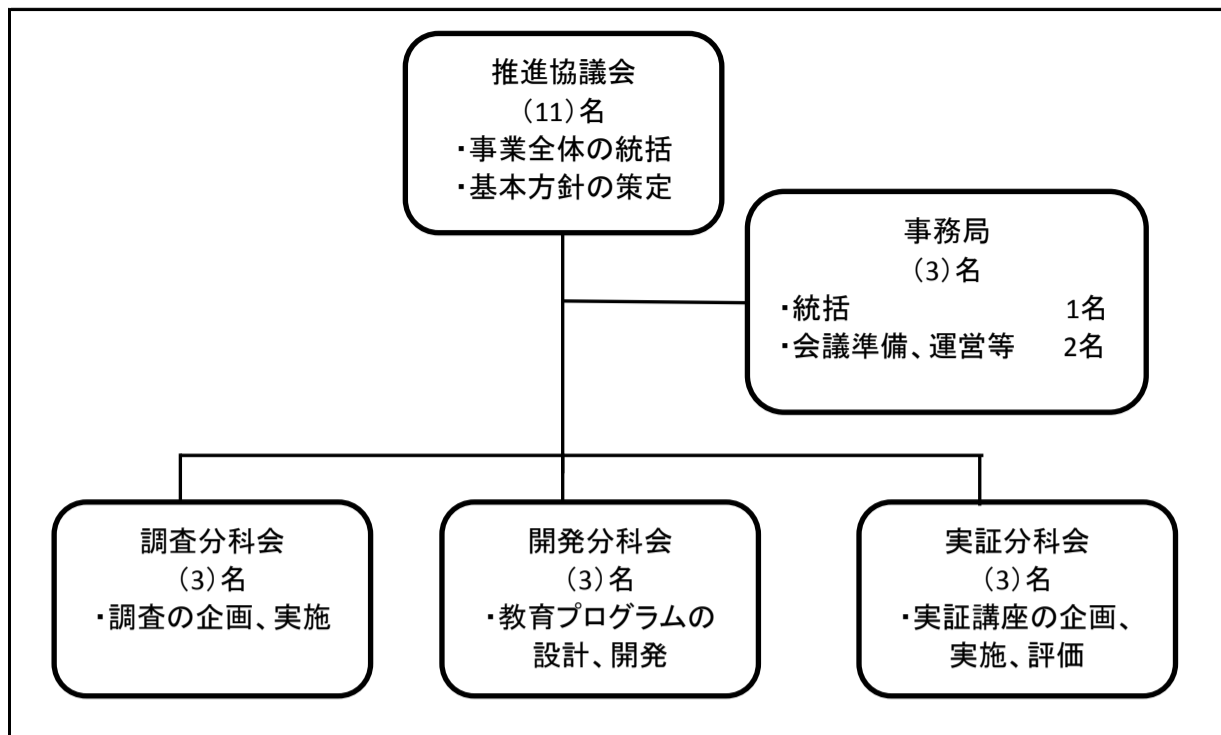 推進協議会
(11)名
・事業全体の統括
・基本方針の策定
事務局
(3)名
・統括 1名
・会議準備、運営等 2名
調査分科会
(3)名
・調査の企画、実施
開発分科会
(3)名
・教育プログラムの
設計、開発
実証分科会
(3)名
・実証講座の企画、
実施、評価